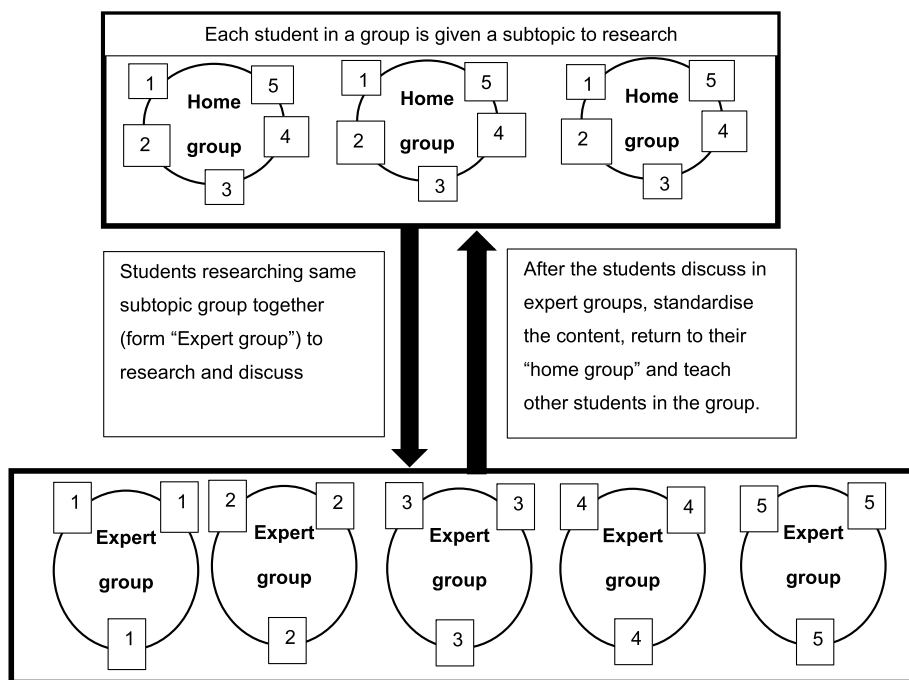 Each student in a group is given a subtopic to research
1
5
Home
2
4
group
3
1
5
Home
2
4
group
3
1
5
Home
2
4
group
3
Students researching same
subtopic group together
(form “Expert group”) to
research and discuss
After the students discuss in
expert groups, standardise
the content, return to their
“home group” and teach
other students in the group.
1
1
Expert
group
1
2
2
Expert
group
2
3
3
Expert
group
3
4
4
Expert
group
4
5
5
Expert
group
5